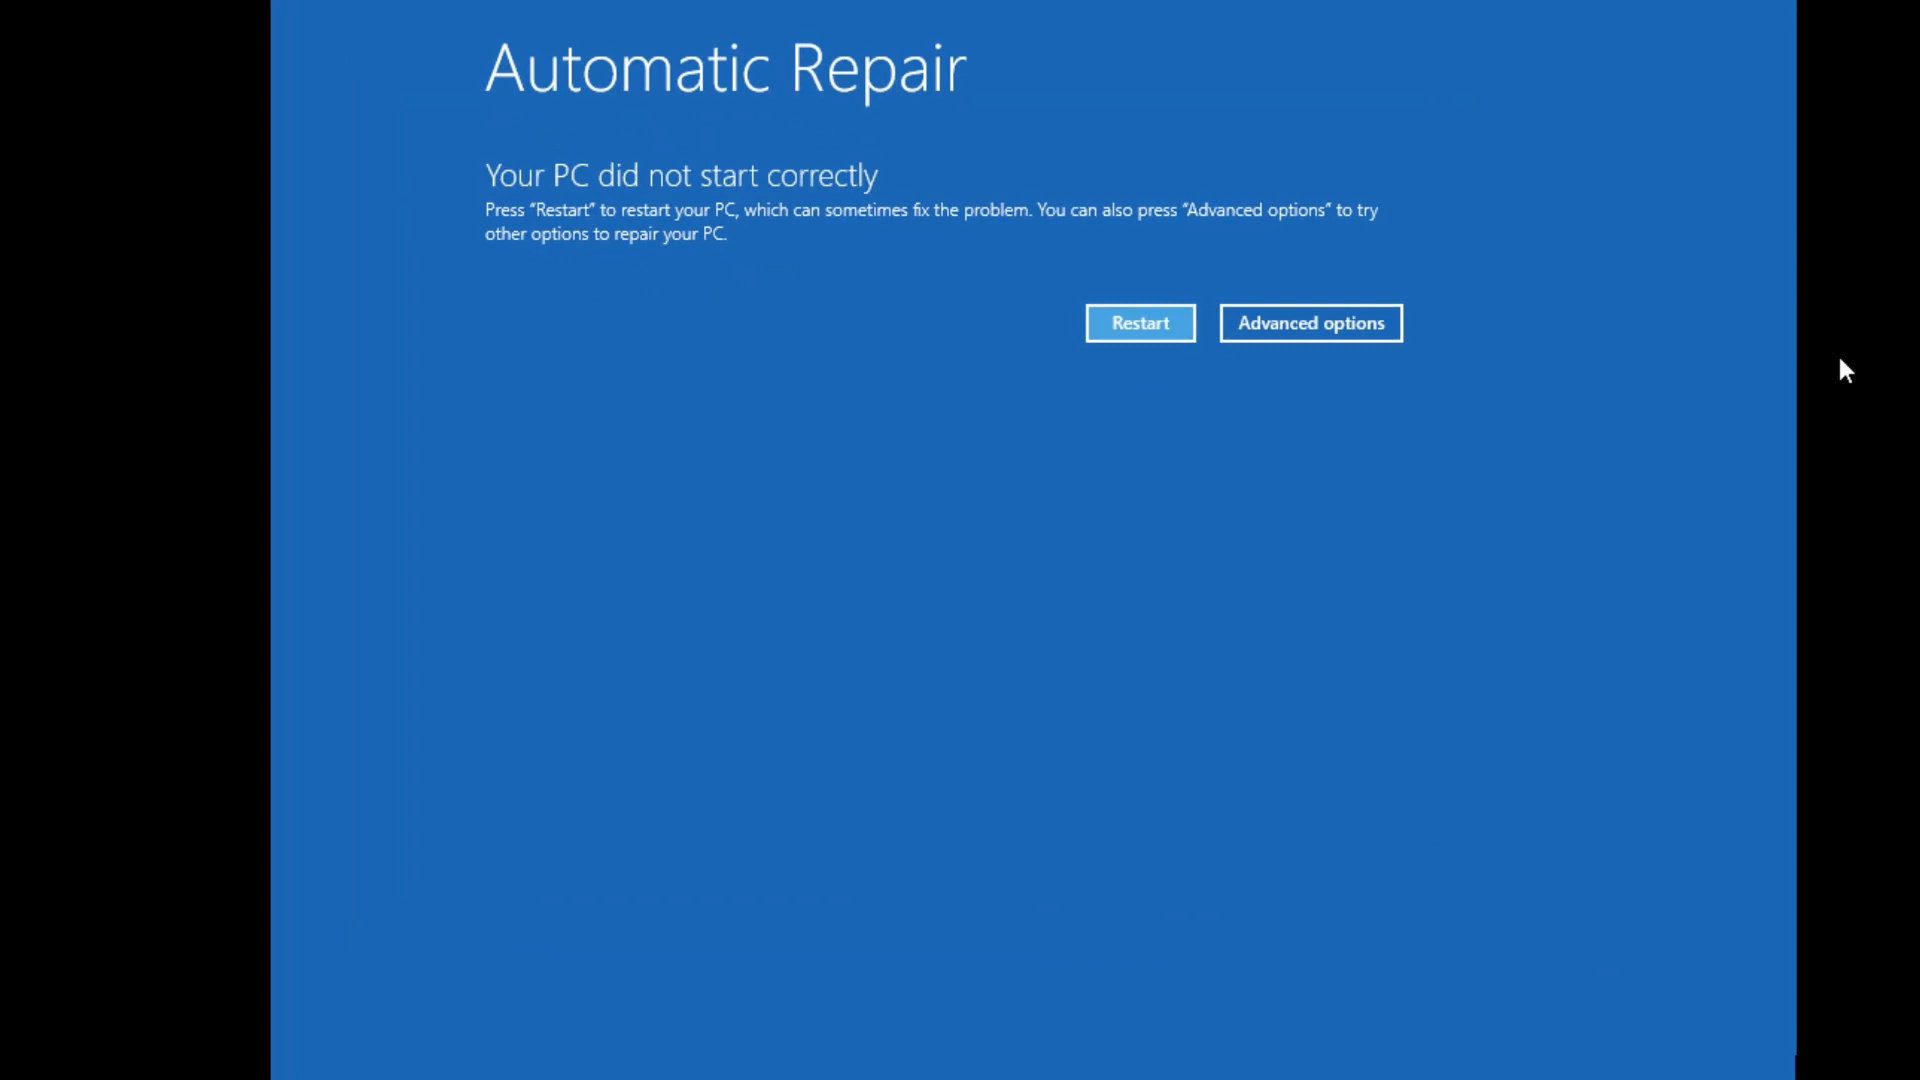 Automatic Repair
Your PC did not start correctly
Press “Restart” to restart your PC, which can sometimes fix the problem. You can also press “Advanced options” to try
other options to repair your PC.
Restart
Advanced options